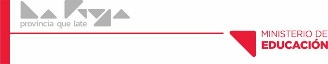 La Rioja
provincia que late
MINISTERIO DE
EDUCACIÓN